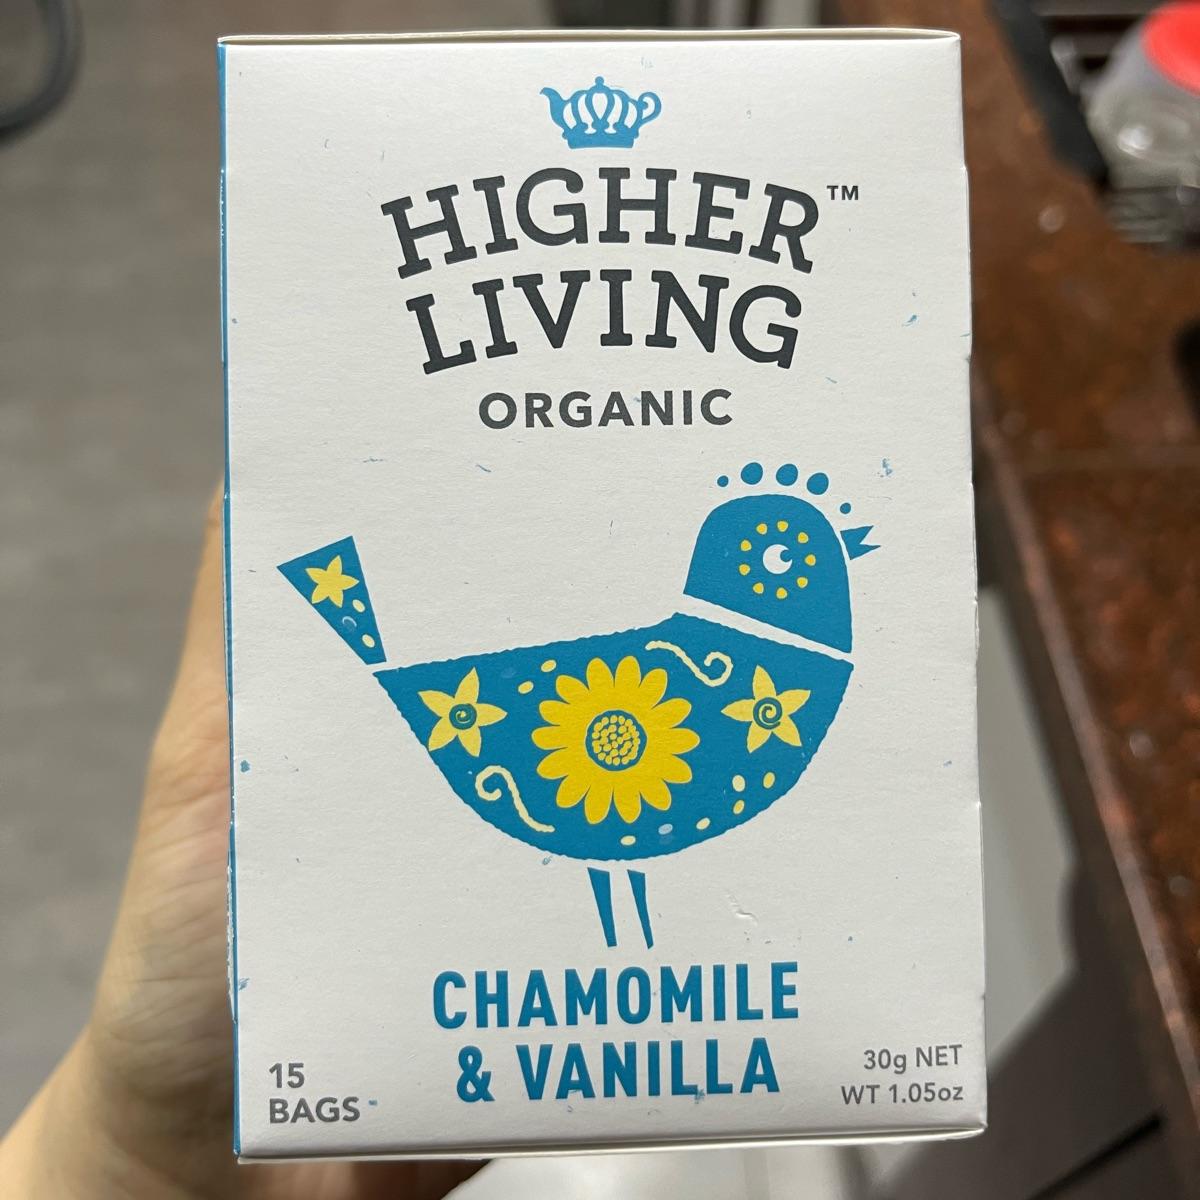 HIGHER™
LIVING
ORGANIC
CHAMOMILE
& VANILLA
15
BAGS
30g NET
WT 1.05oz